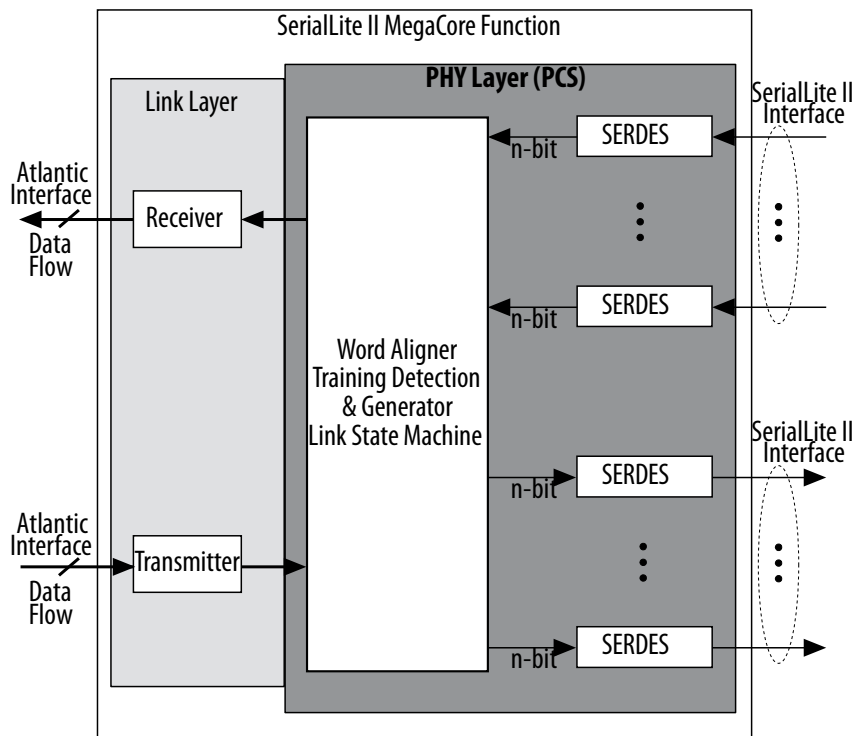 SerialLite II MegaCore Function
PHY Layer (PCS)
Link Layer
SerialLite II
Interface
SERDES
n-bit
Atlantic
Interface
Receiver
Data
Flow
SERDES
n-bit
Word Aligner
Training Detection
& Generator
Link State Machine
SerialLite II
Interface
SERDES
n-bit
Atlantic
Interface
Transmitter
Data
Flow
SERDES
n-bit